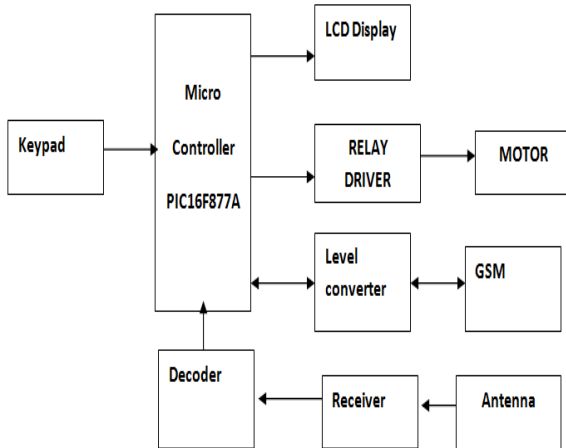 LCD Display
Micro
Controller
PIC16F877A
Keypad
RELAY
DRIVER
MOTOR
Level
converter
GSM
Decoder
Receiver
Antenna